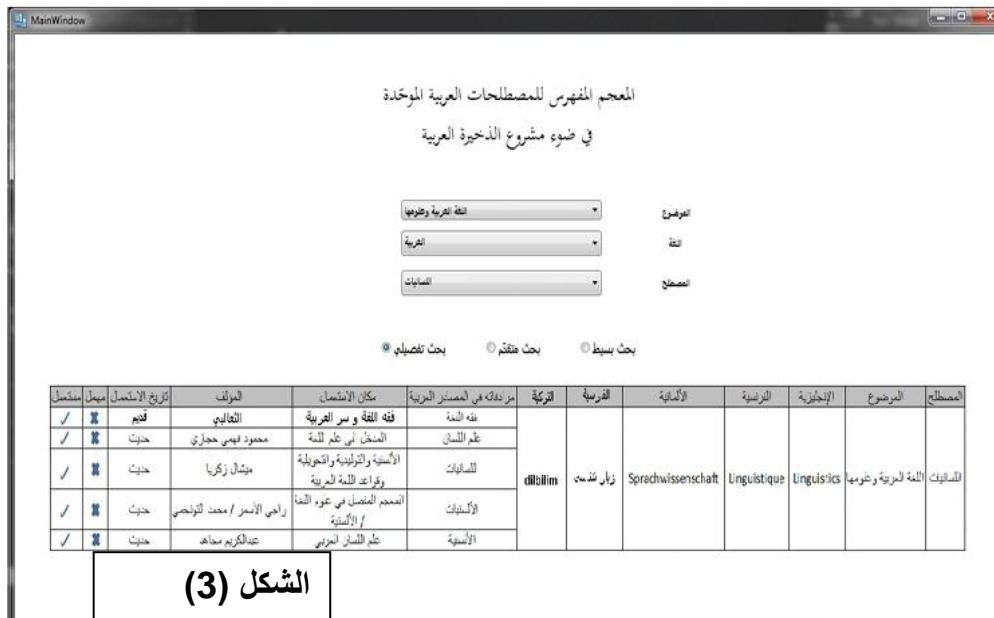 MainWindow
المعجم المفهرس للمصطلحات العربية الموحّدة
في ضوء مشروع الذخيرة العربية
الموضوع اللغة العربية وعلومها
اللغة العربية
المصطلح اللسانيات
بحث بسيط بحث متقدّم بحث تفصيلي
المصطلح الموضوع الإنجليزية الفرنسية الألمانية الفارسية التركية مرادفاته في المصادر العربية مكان الاستعمال المؤلف تاريخ الاستعمال مهمل مستعمل
اللسانيات اللغة العربية وعلومها Linguistics Linguistique Sprachwissenschaft dilbilim
فقه اللغة فقه اللغة و سر العربية الثعالبي قديم
علم اللسان المدخل الى علم اللغة محمود فهمي حجازي حديث
اللسانيات الألسنية والتوليدية والتحويلية وقواعد اللغة العربية ميشال زكريا حديث
الألسنيات المعجم المفصل في علوم اللغة / الألسنية راجي الأسمر / محمد التونجي حديث
الألسنية علم اللسان العربي عبدالكريم مجاهد حديث
الشكل (3)